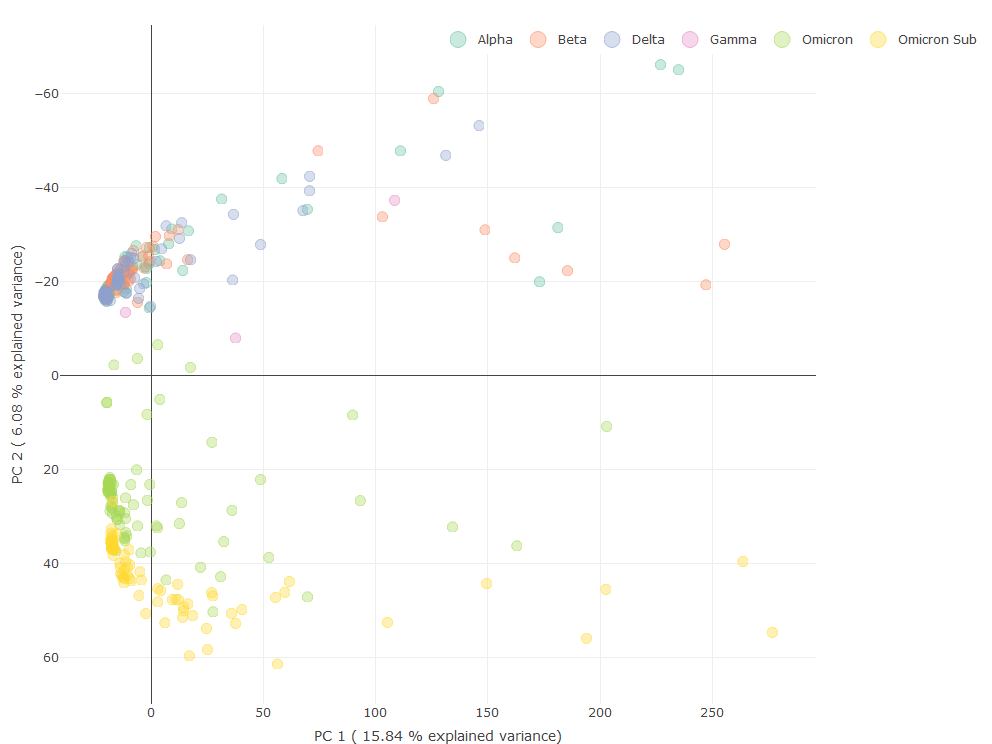 Alpha Beta Delta Gamma Omicron Omicron Sub
−60
−40
−20
0
20
40
60
PC 2 ( 6.08 % explained variance)
0 50 100 150 200 250
PC 1 ( 15.84 % explained variance)